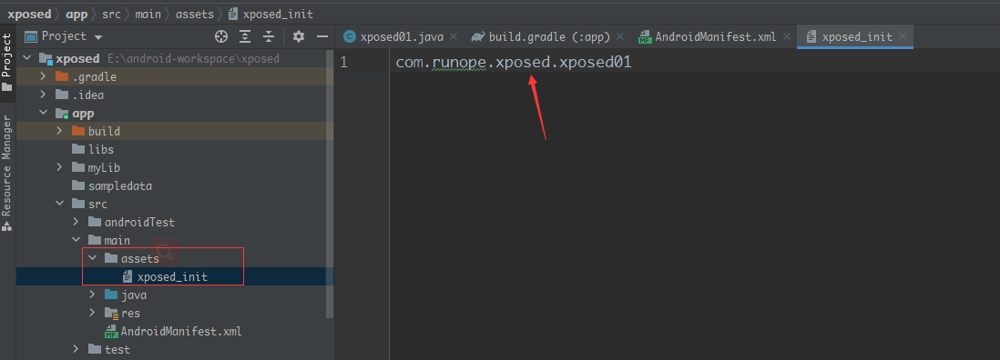 xposed app src main assets xposed_init
Project
xposed01.java
build.gradle (:app)
AndroidManifest.xml
xposed_init
Project
Resource Manager
xposed E:\android-workspace\xposed
.gradle
.idea
app
build
libs
myLib
sampledata
src
androidTest
main
assets
xposed_init
java
res
AndroidManifest.xml
test
1 com.runope.xposed.xposed01